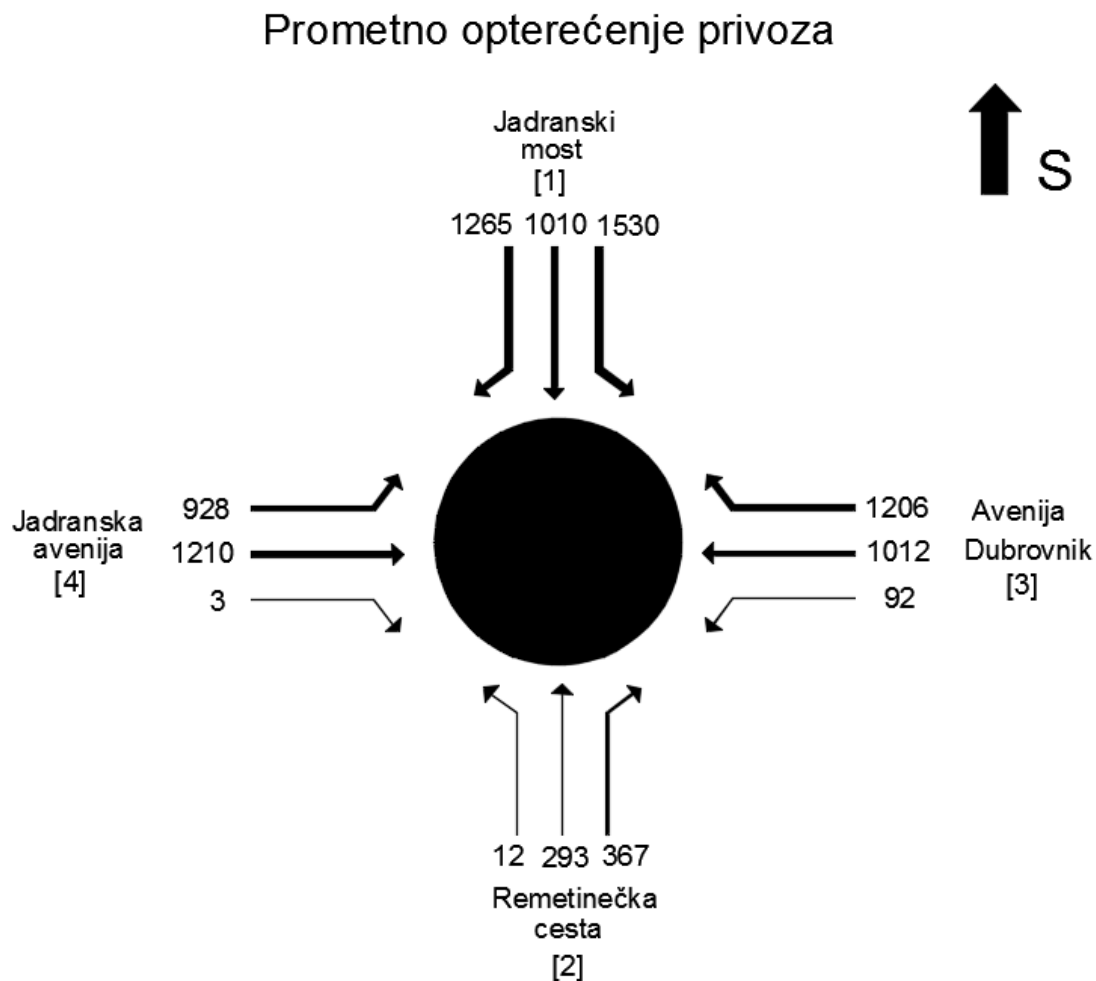 Prometno opterećenje privoza
S
Jadranski
most
[1]
1265 1010 1530
Jadranska
avenija
[4]
928
1210
3
1206
1012
92
Avenija
Dubrovnik
[3]
12 293 367
Remetinečka
cesta
[2]